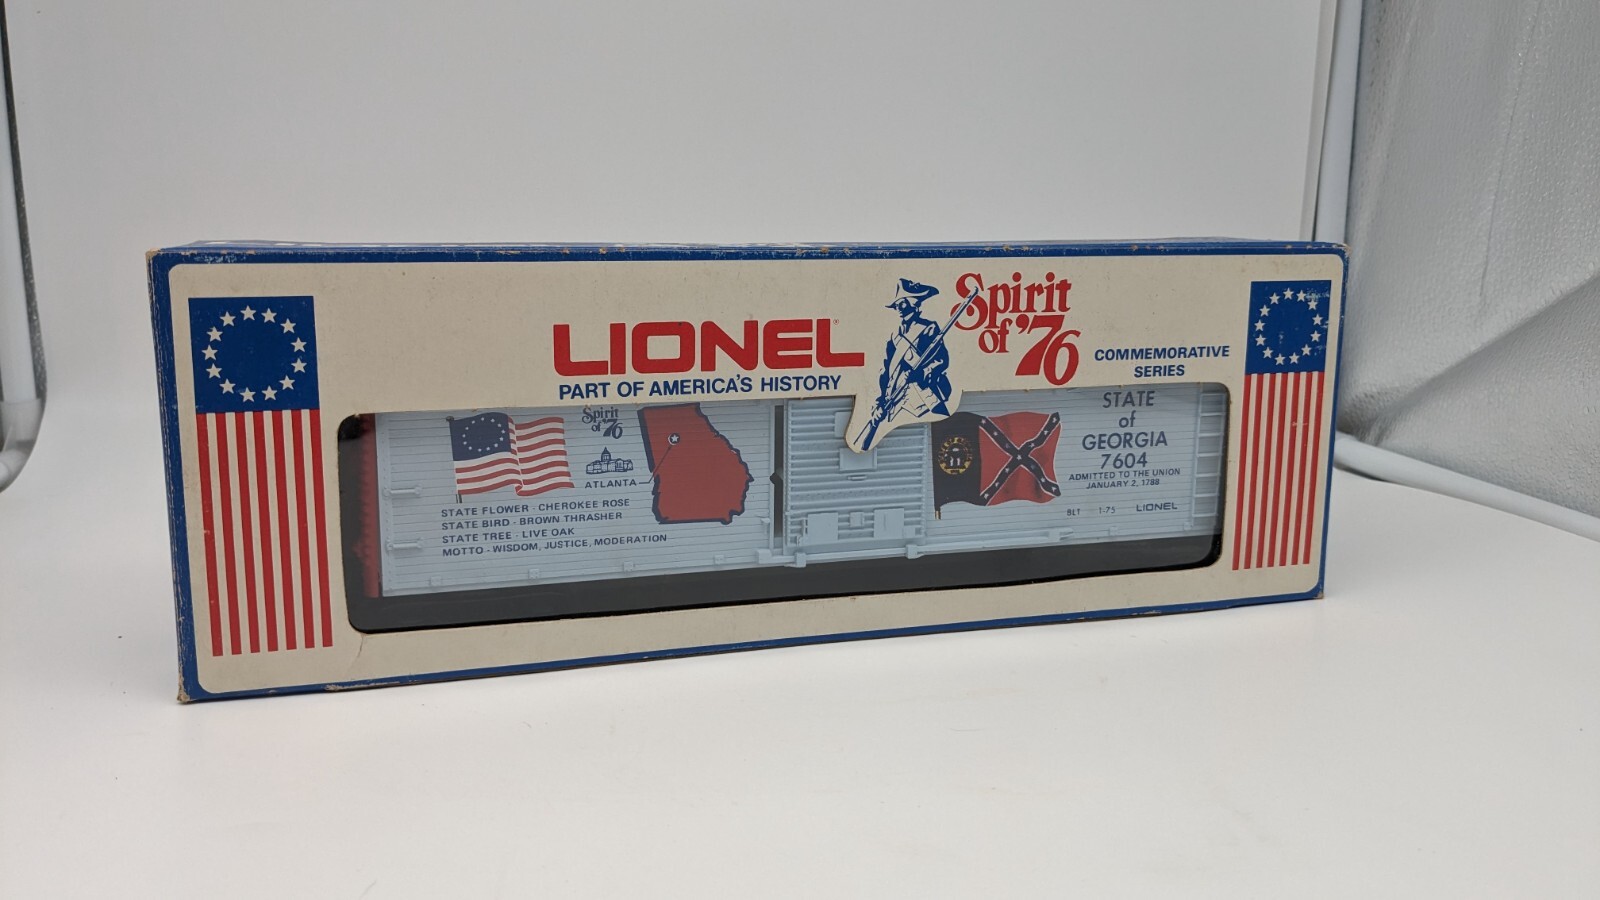 LIONEL
PART OF AMERICA'S HISTORY
Spirit
of '76
COMMEMORATIVE
SERIES
Spirit
of '76
ATLANTA
STATE FLOWER - CHEROKEE ROSE
STATE BIRD - BROWN THRASHER
STATE TREE - LIVE OAK
MOTTO - WISDOM, JUSTICE, MODERATION
STATE
of
GEORGIA
7604
ADMITTED TO THE UNION
JANUARY 2, 1788
BLT 1-75 LIONEL